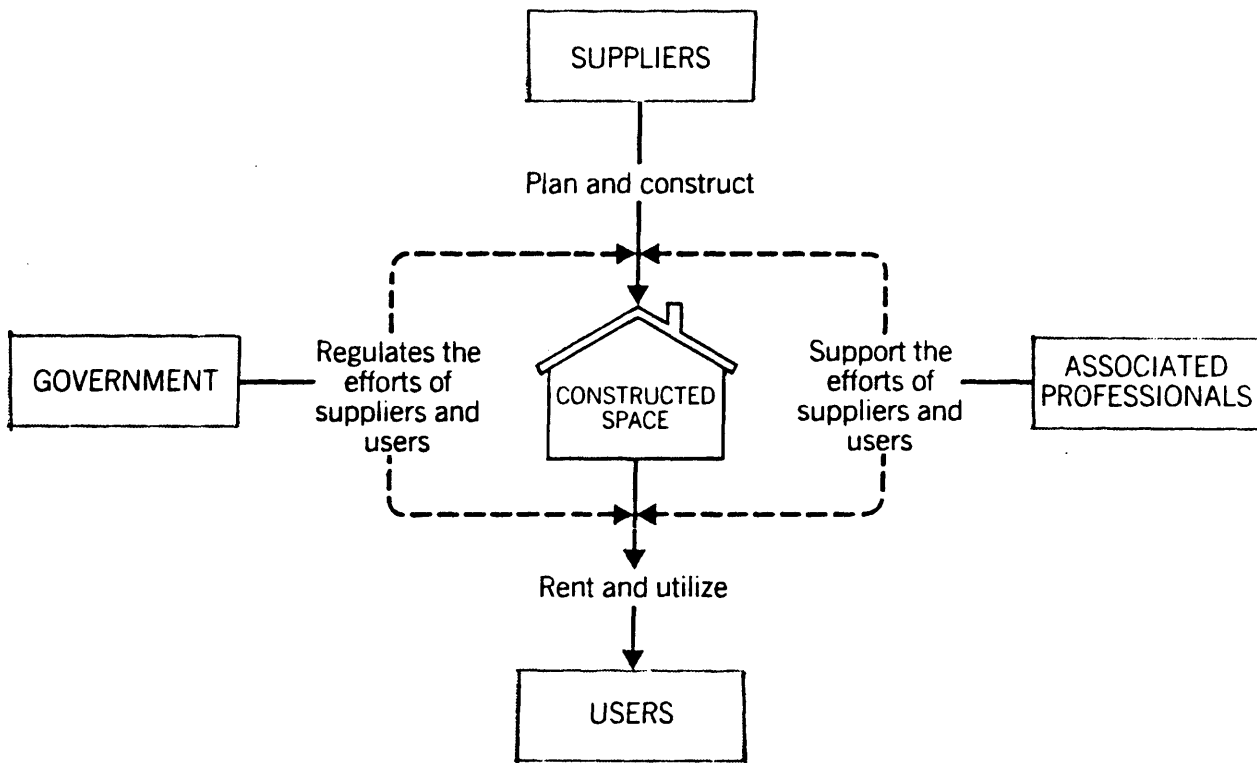 SUPPLIERS
Plan and construct
GOVERNMENT
Regulates the
efforts of
suppliers and
users
CONSTRUCTED
SPACE
Support the
efforts of
suppliers and
users
ASSOCIATED
PROFESSIONALS
Rent and utilize
USERS